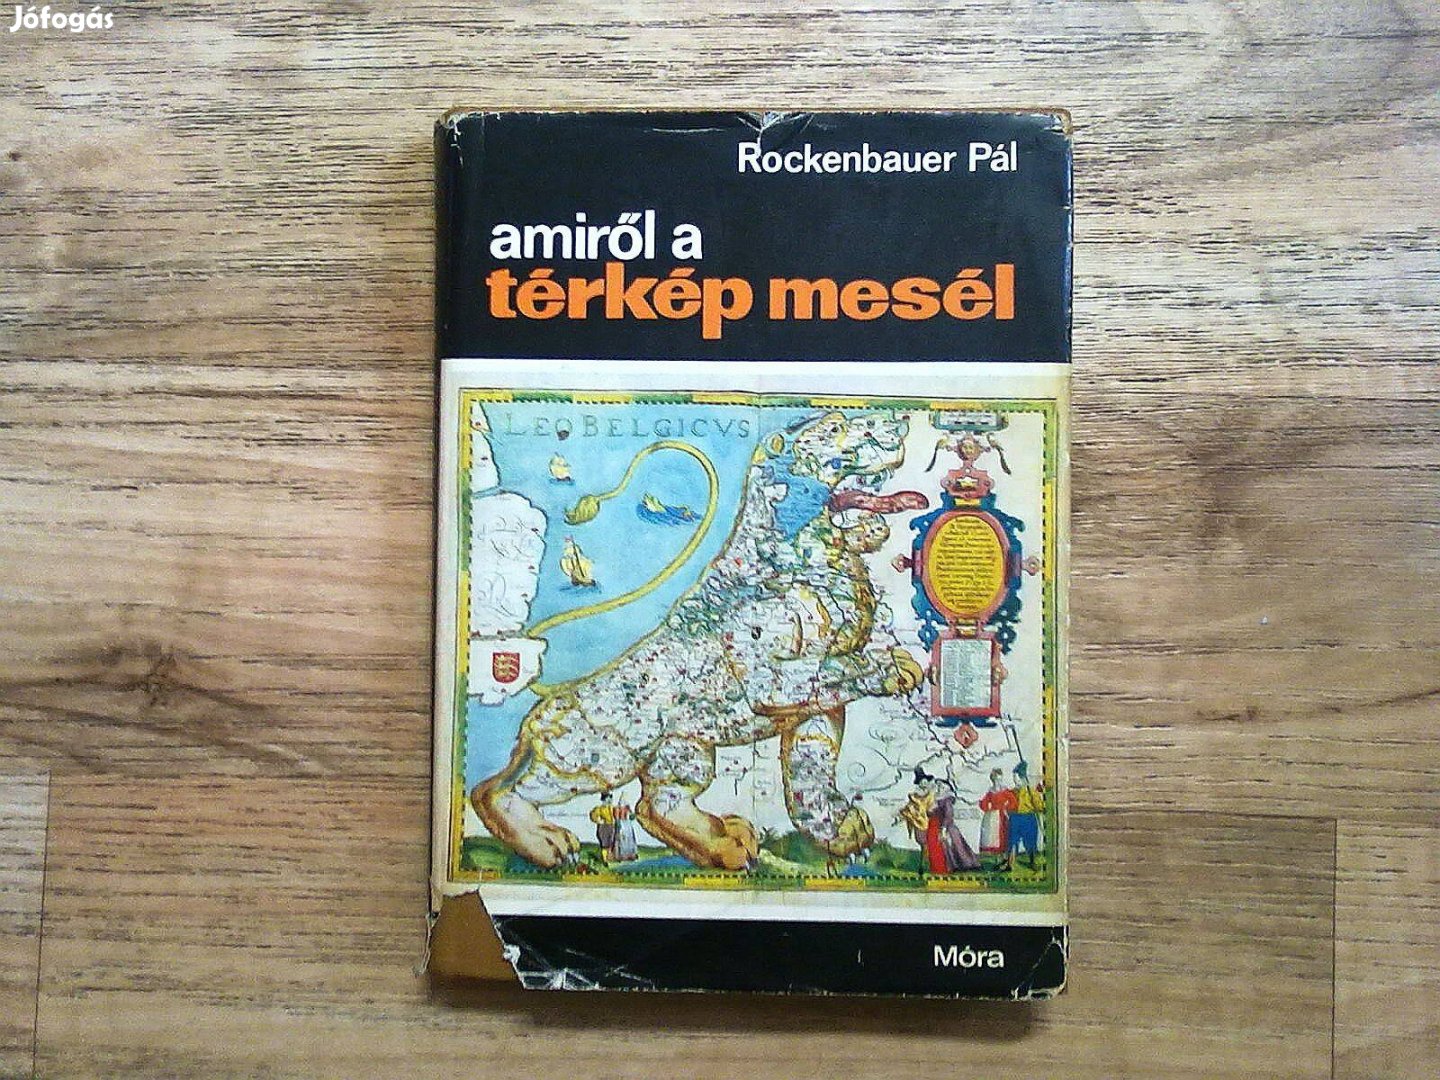 Jófogás
Rockenbauer Pál
amiről a
térkép mesél
LEO BELGICVS
Móra